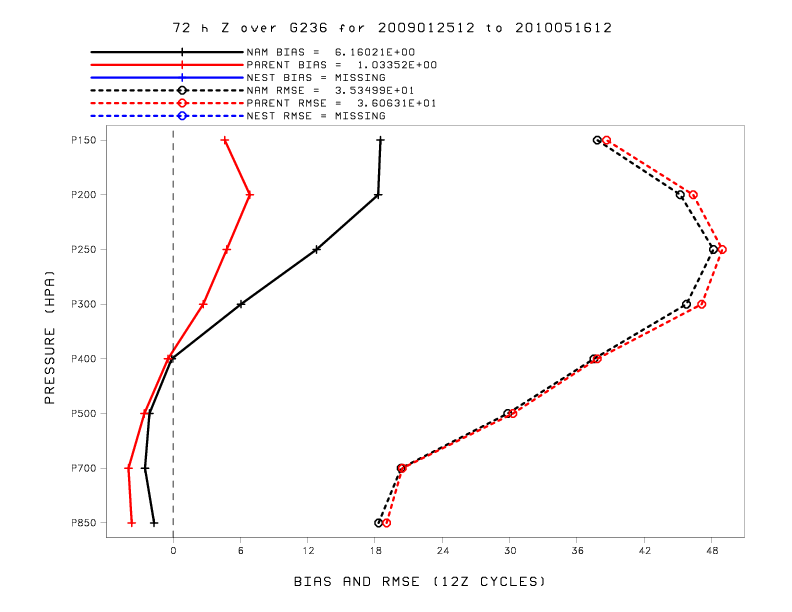 72 h Z over G236 for 2009012512 to 2010051612
NAM BIAS = 6.16021E+00
PARENT BIAS = 1.03352E+00
NEST BIAS = MISSING
NAM RMSE = 3.53499E+01
PARENT RMSE = 3.60631E+01
NEST RMSE = MISSING
P150
P200
P250
P300
P400
P500
P700
P850
PRESSURE (HPA)
0 6 12 18 24 30 36 42 48
BIAS AND RMSE (12Z CYCLES)